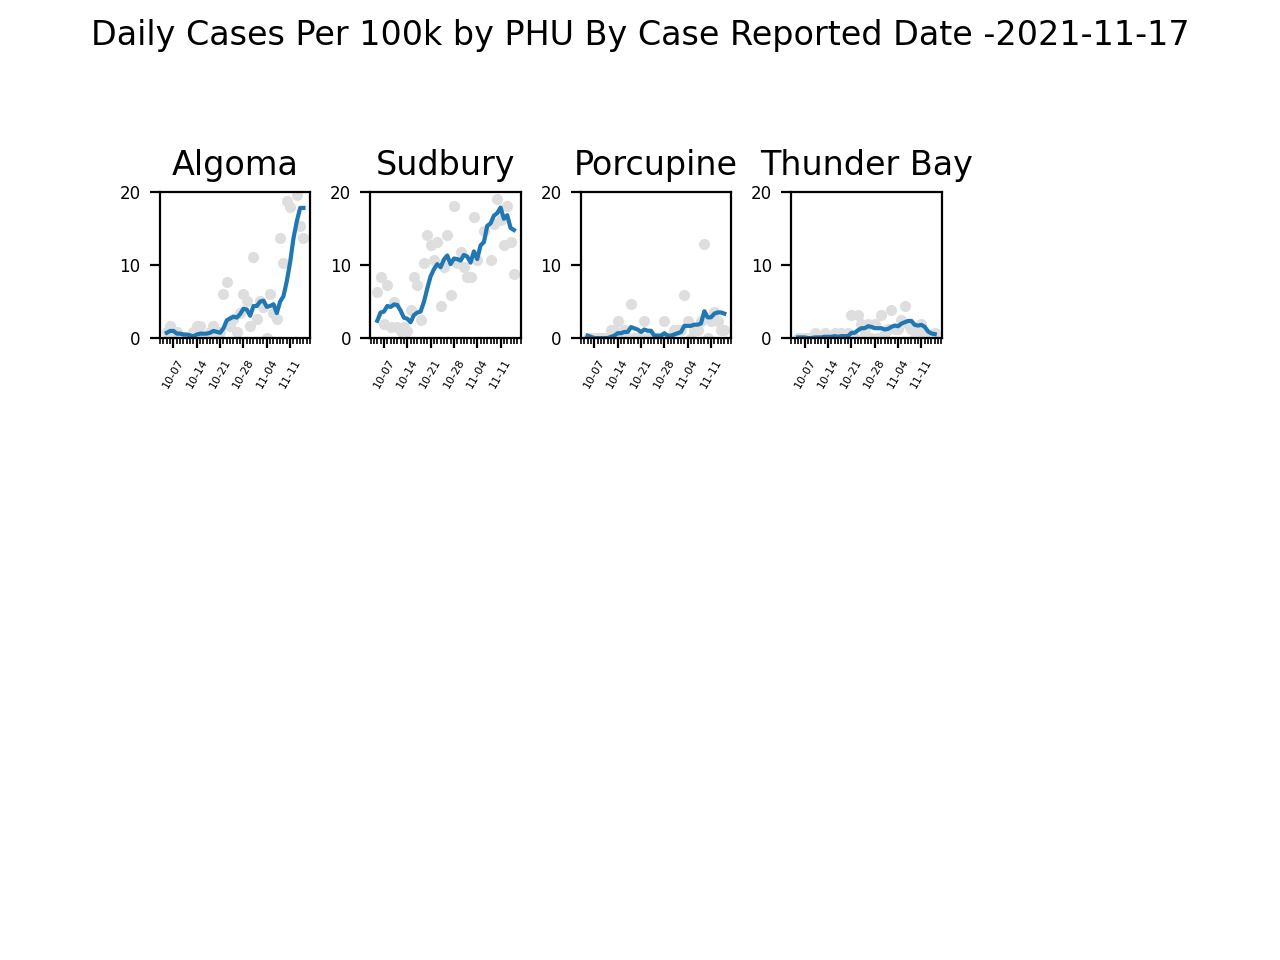 Daily Cases Per 100k by PHU By Case Reported Date -2021-11-17
Algoma Sudbury Porcupine Thunder Bay
20 20 20 20
10 10 10 10
0 0 0 0
10-07 10-14 10-21 10-28 11-04 11-11 10-07 10-14 10-21 10-28 11-04 11-11 10-07 10-14 10-21 10-28 11-04 11-11 10-07 10-14 10-21 10-28 11-04 11-11